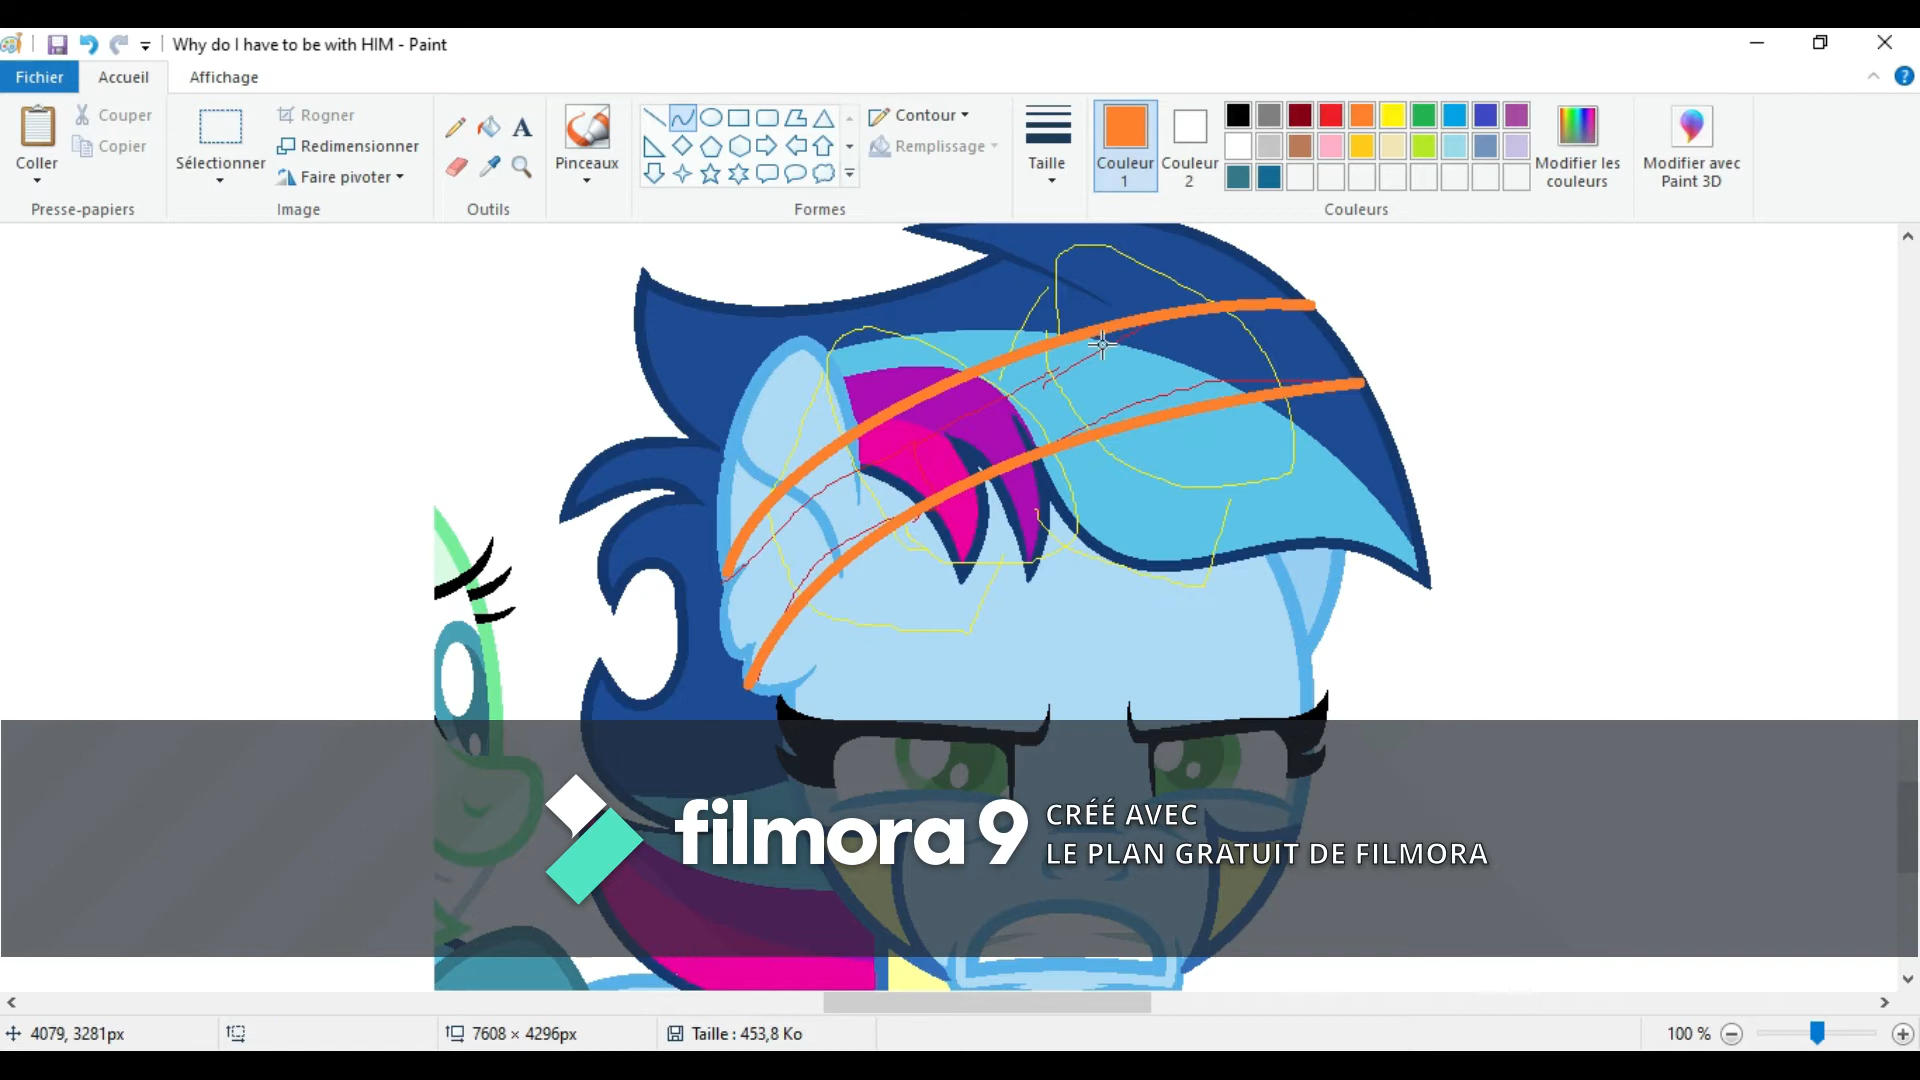 Why do I have to be with HIM - Paint
Fichier
Accueil
Affichage
Coller
Couper
Copier
Presse-papiers
Sélectionner
Rogner
Redimensionner
Faire pivoter
Image
A
Outils
Pinceaux
Contour
Remplissage
Formes
Taille
Couleur
1
Couleur
2
Modifier les
couleurs
Couleurs
Modifier avec
Paint 3D
?
filmora 9
CRÉÉ AVEC
LE PLAN GRATUIT DE FILMORA
4079, 3281px
7608 × 4296px
Taille : 453,8 Ko
100 %